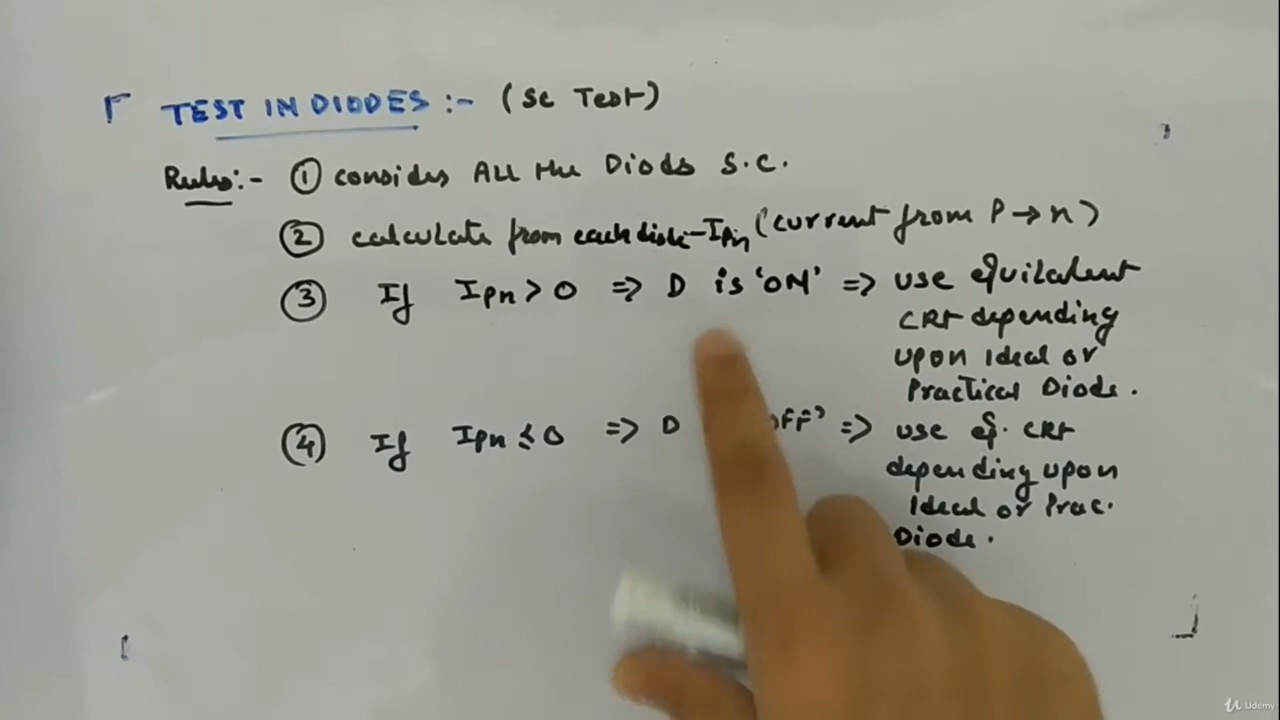 TEST IN DIODES :- (SC Test)
Rules:- ① consider ALL the Diods S.C.
② calculate from each diode - Ipn (current from P → n)
③ If Ipn > 0 => D is 'ON' => use equivalent
CRt depending
upon Ideal or
Practical Diode.
④ If Ipn ≤ 0 => D OFF' => use eq. CRt
depending upon
Ideal or Prac.
Diode.
Udemy